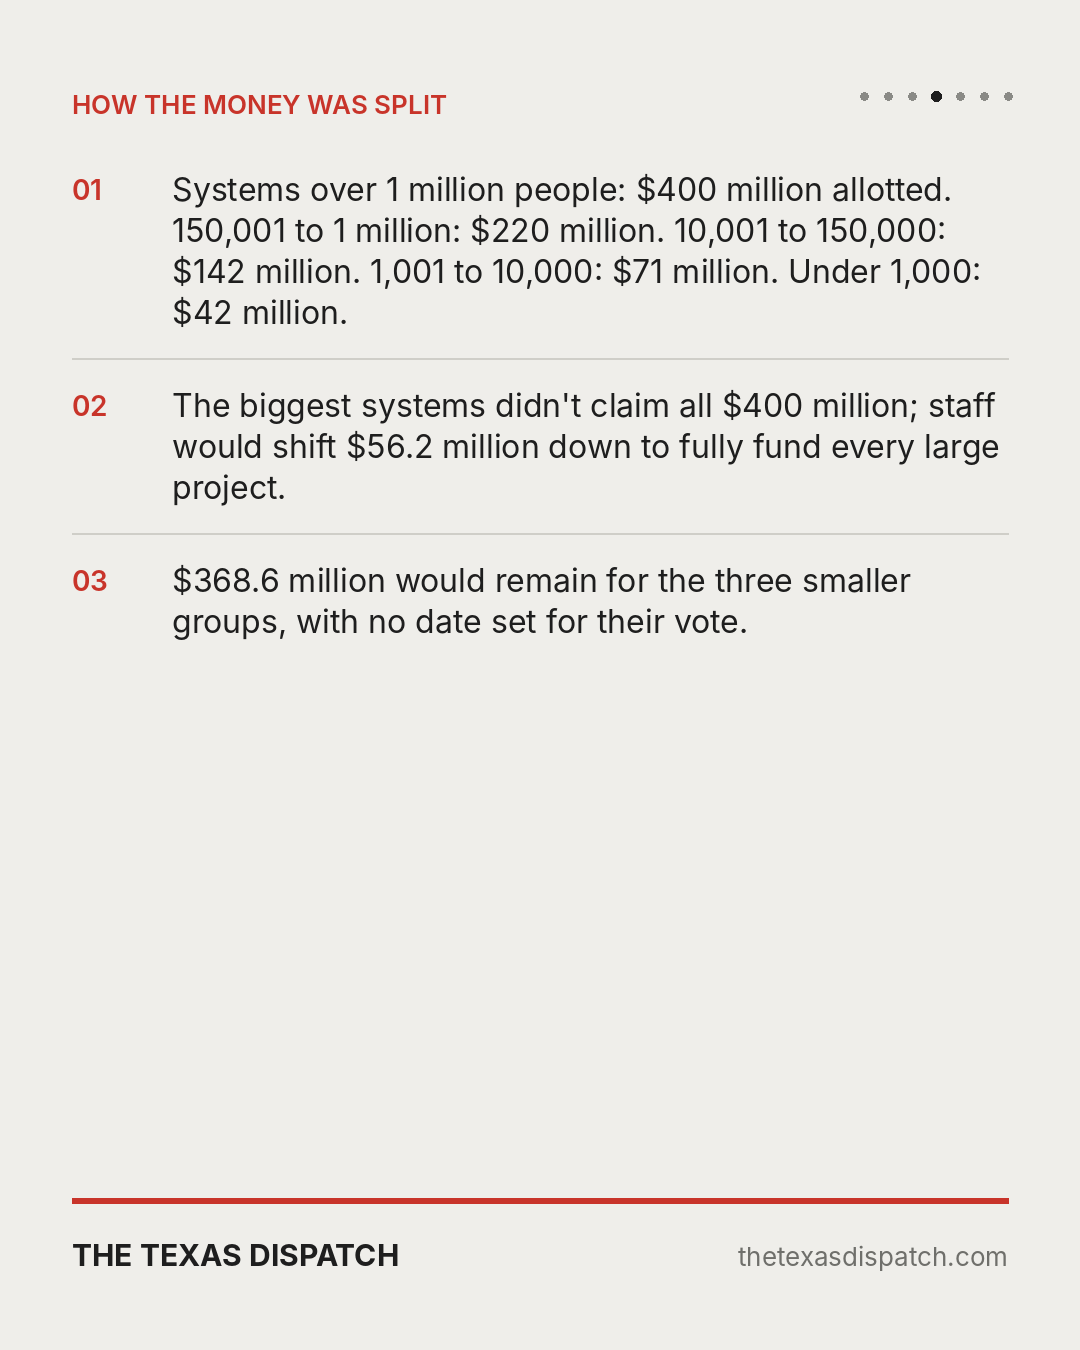 HOW THE MONEY WAS SPLIT
01
Systems over 1 million people: $400 million allotted.
150,001 to 1 million: $220 million. 10,001 to 150,000:
$142 million. 1,001 to 10,000: $71 million. Under 1,000:
$42 million.
02
The biggest systems didn't claim all $400 million; staff
would shift $56.2 million down to fully fund every large
project.
03
$368.6 million would remain for the three smaller
groups, with no date set for their vote.
THE TEXAS DISPATCH
thetexasdispatch.com